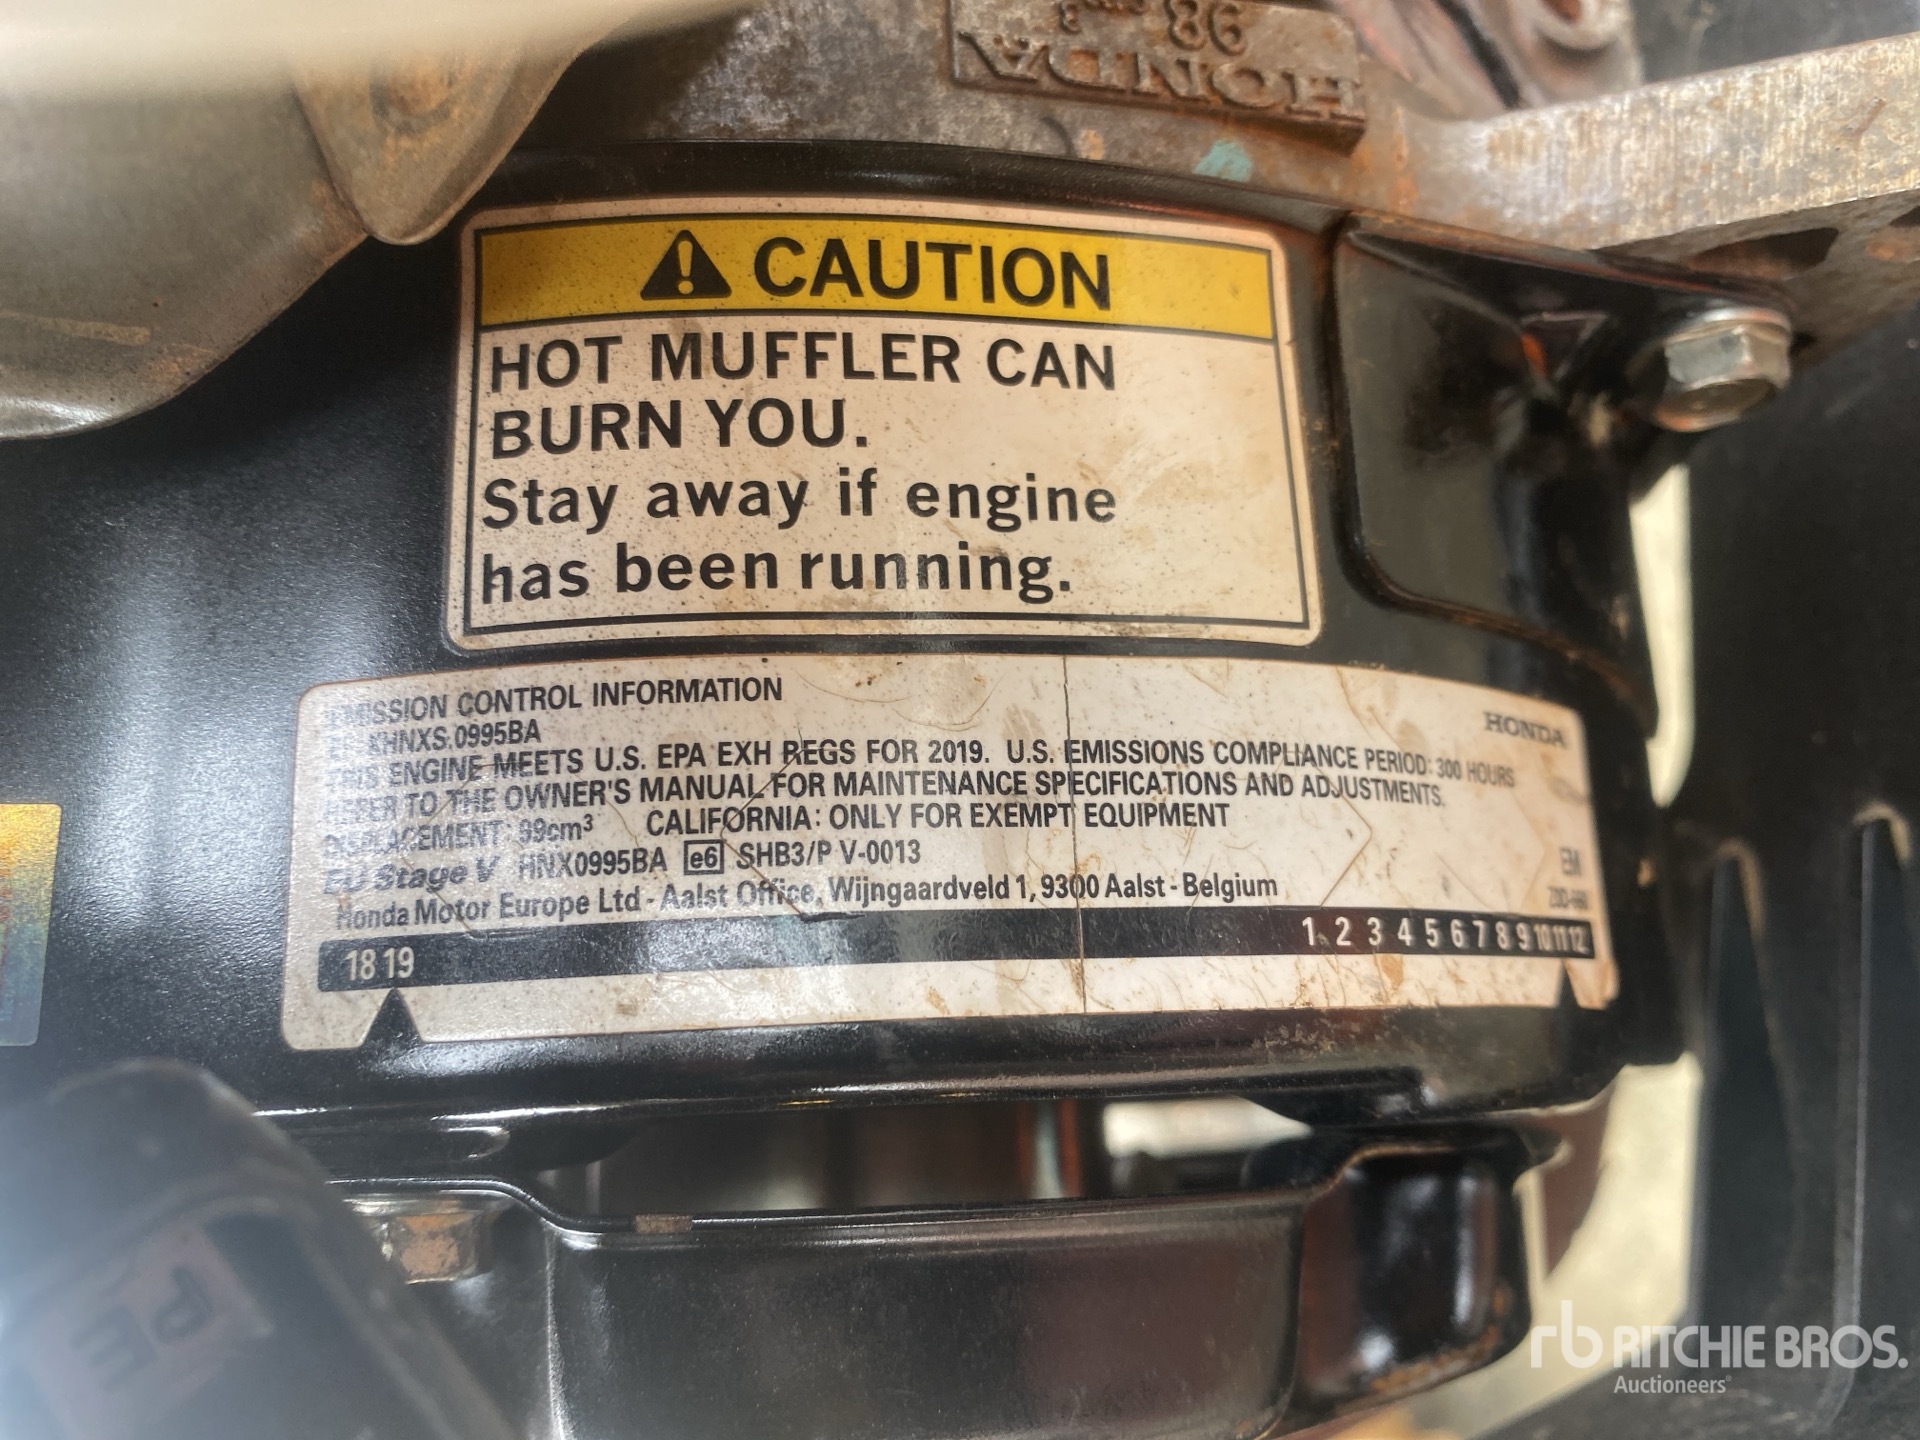 HONDA
98 cm3
⚠ CAUTION
HOT MUFFLER CAN
BURN YOU.
Stay away if engine
has been running.
EMISSION CONTROL INFORMATION
HONDA
EF: KHNXS.0995BA
THIS ENGINE MEETS U.S. EPA EXH REGS FOR 2019. U.S. EMISSIONS COMPLIANCE PERIOD: 300 HOURS
REFER TO THE OWNER'S MANUAL FOR MAINTENANCE SPECIFICATIONS AND ADJUSTMENTS.
DISPLACEMENT: 99cm³ CALIFORNIA: ONLY FOR EXEMPT EQUIPMENT
EU Stage V HNX0995BA e6 SHB3/P V-0013
EM
Honda Motor Europe Ltd - Aalst Office, Wijngaardveld 1, 9300 Aalst - Belgium
18 19
1 2 3 4 5 6 7 8 9 10 11 12
rb RITCHIE BROS.
Auctioneers